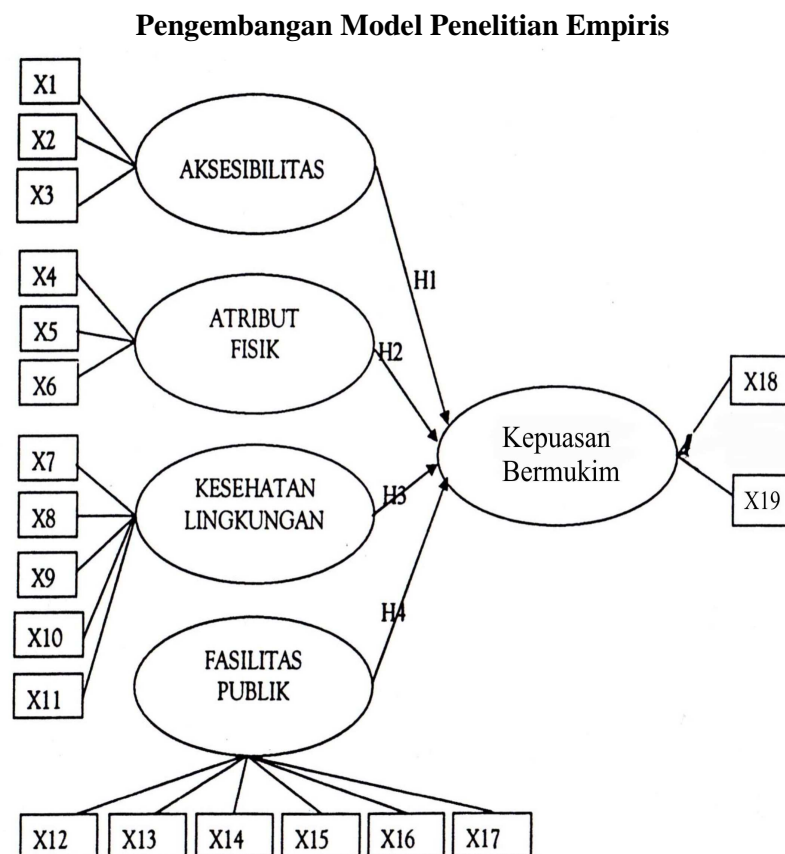 Pengembangan Model Penelitian Empiris
X1
X2
X3
AKSESIBILITAS
H1
X4
X5
X6
ATRIBUT
FISIK
H2
X7
X8
X9
X10
X11
KESEHATAN
LINGKUNGAN
H3
Kepuasan
Bermukim
X18
X19
FASILITAS
PUBLIK
H4
X12
X13
X14
X15
X16
X17